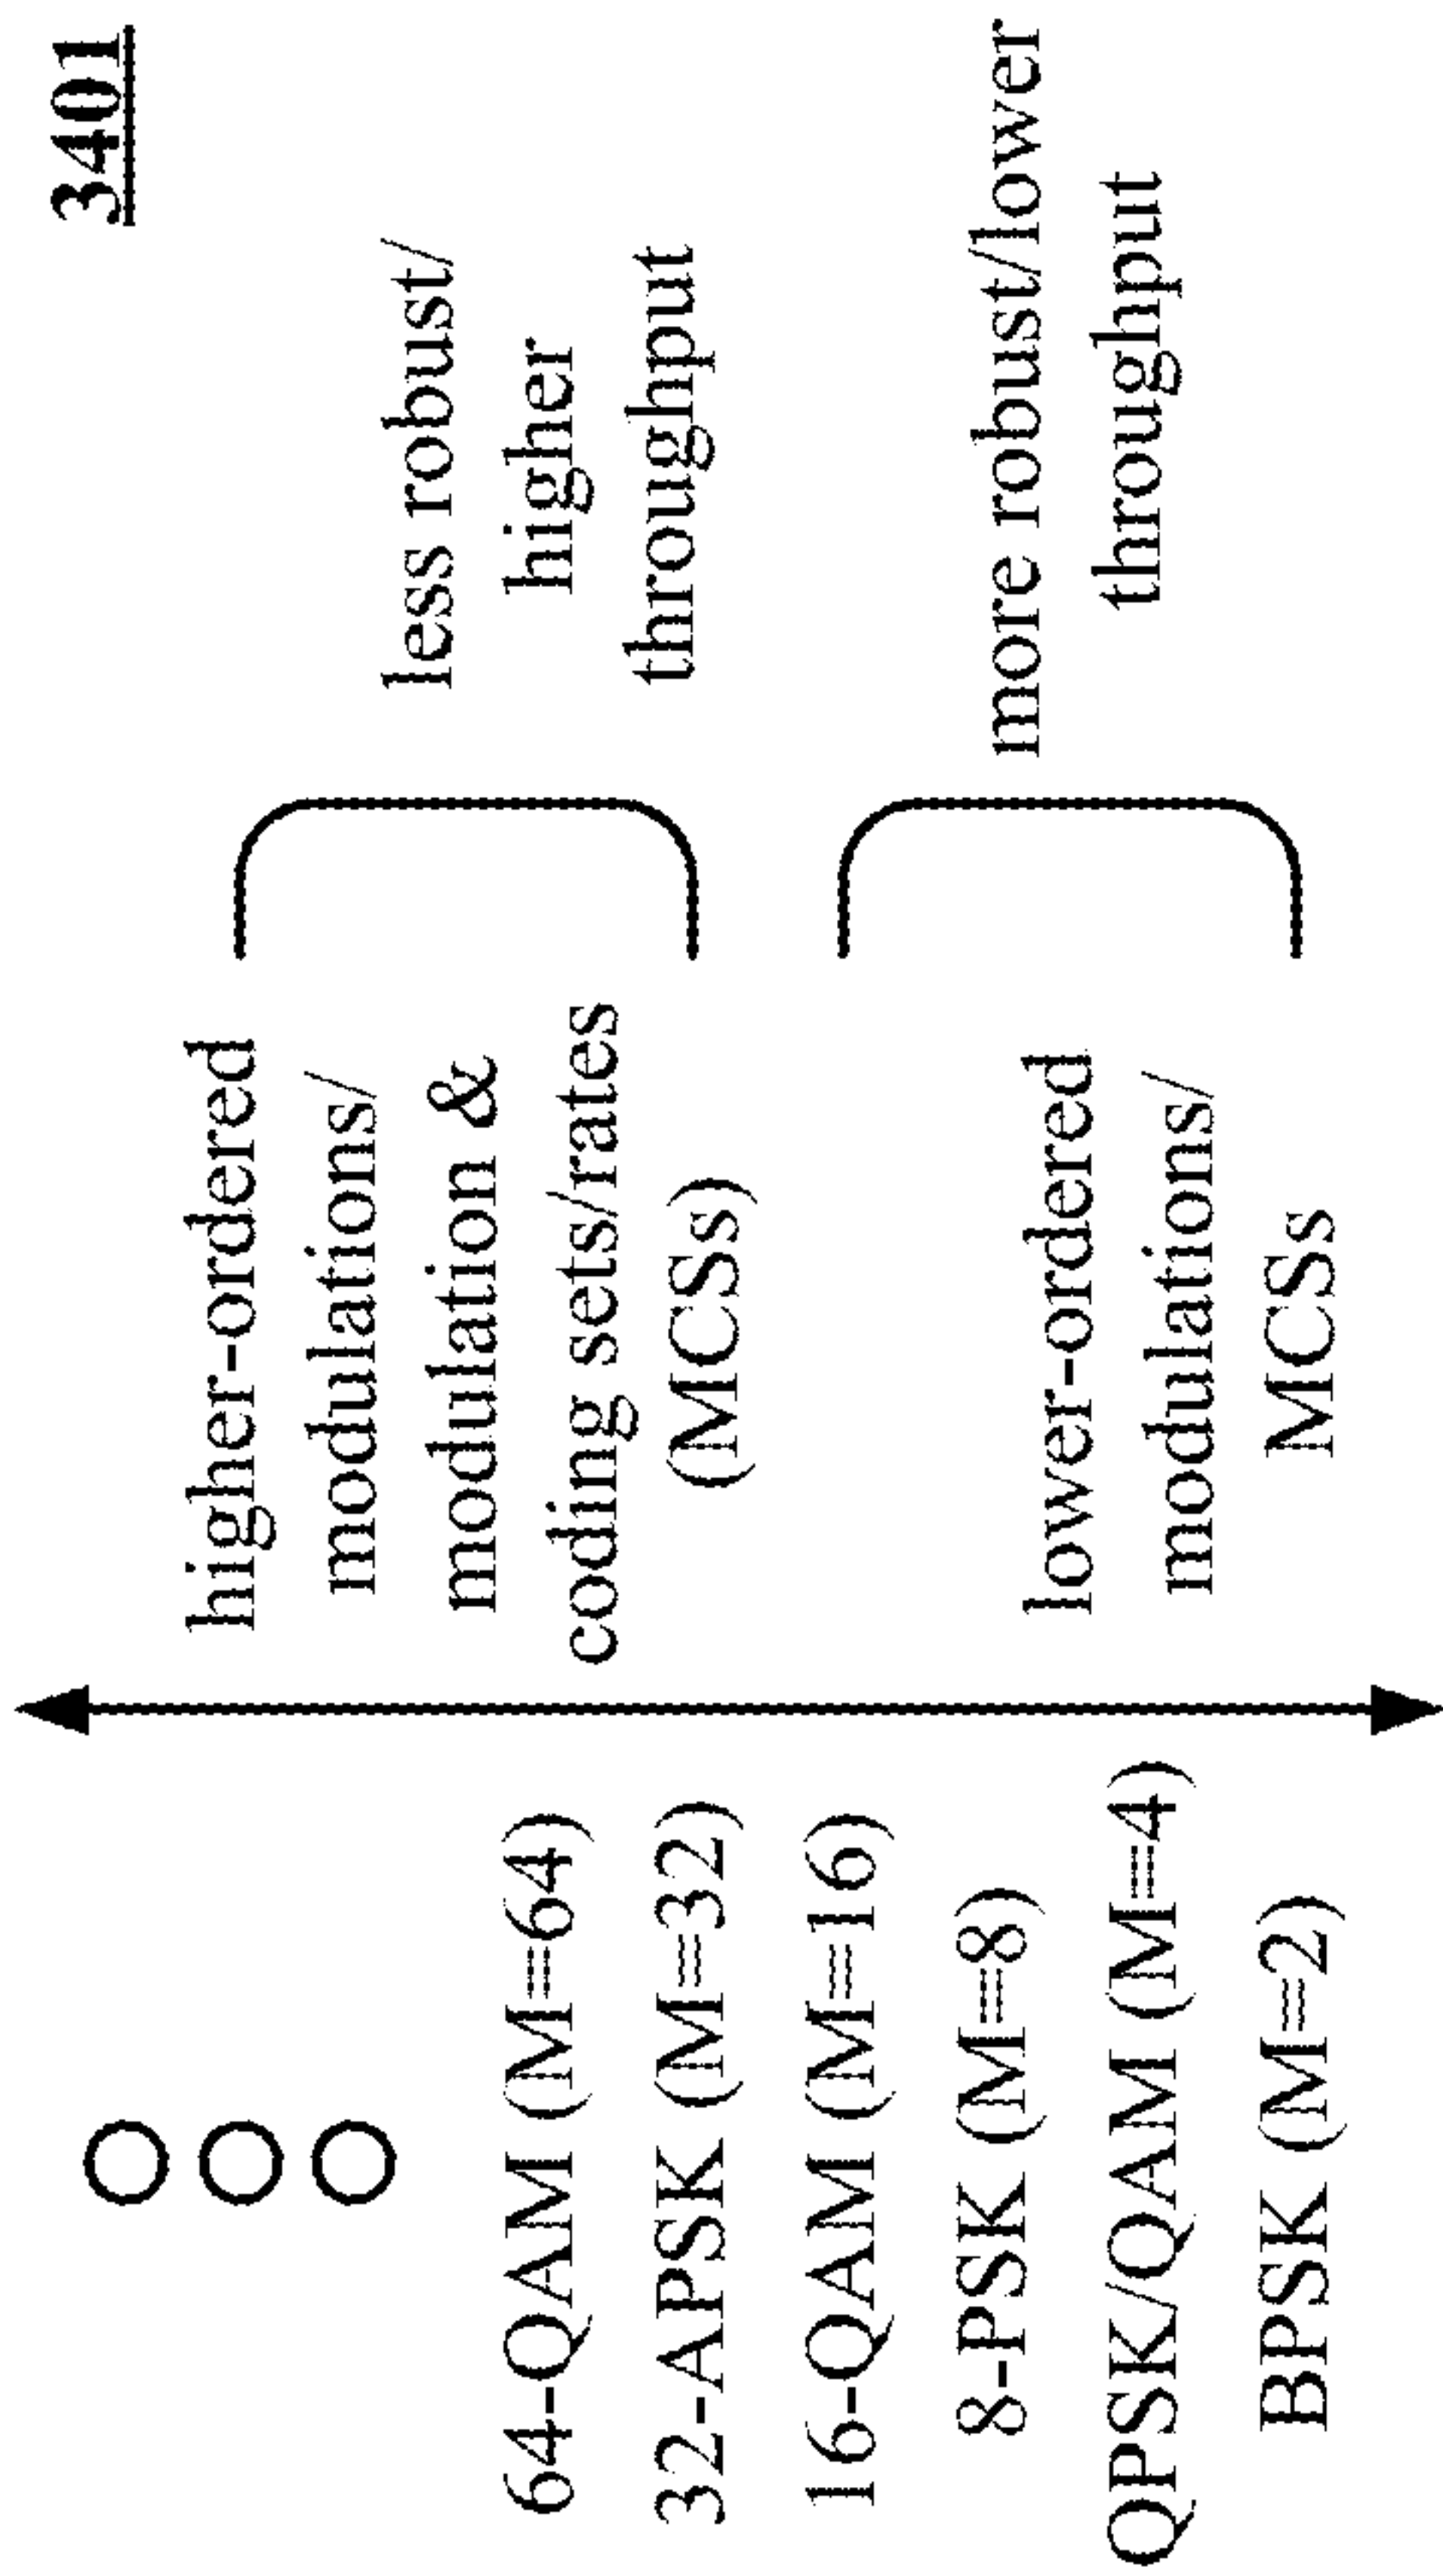 3401
64-QAM (M=64)
32-APSK (M=32)
16-QAM (M=16)
8-PSK (M=8)
QPSK/QAM (M=4)
BPSK (M=2)
higher-ordered
modulations/
modulation &
coding sets/rates
(MCSs)
lower-ordered
modulations/
MCSs
less robust/
higher
throughput
more robust/lower
throughput